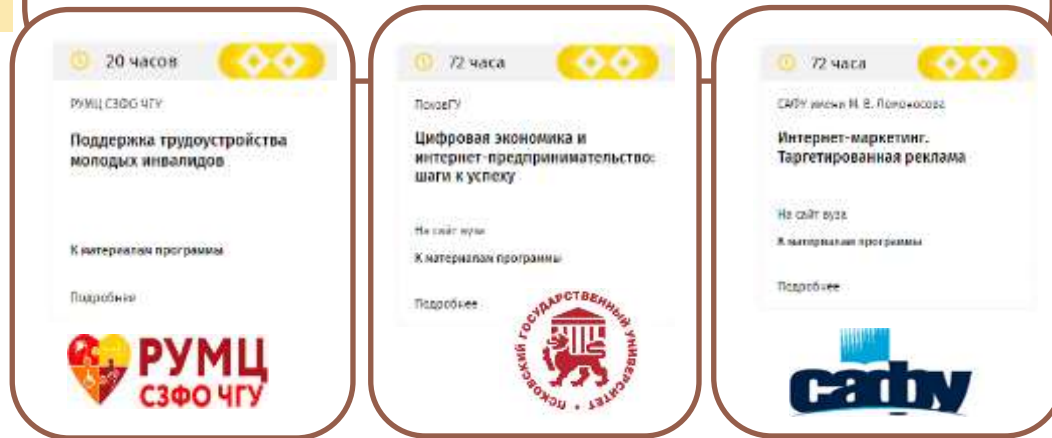 20 часов
РУМЦ СЗФО ЧГУ
Поддержка трудоустройства
молодых инвалидов
К материалам программы
Подробнее
РУМЦ
СЗФО ЧГУ
72 часа
ПсковГУ
Цифровая экономика и
интернет-предпринимательство:
шаги к успеху
На сайт вуза
К материалам программы
Подробнее
ПСКОВСКИЙ ГОСУДАРСТВЕННЫЙ УНИВЕРСИТЕТ
72 часа
САФУ имени М. В. Ломоносова
Интернет-маркетинг.
Таргетированная реклама
На сайт вуза
К материалам программы
Подробнее
сафу